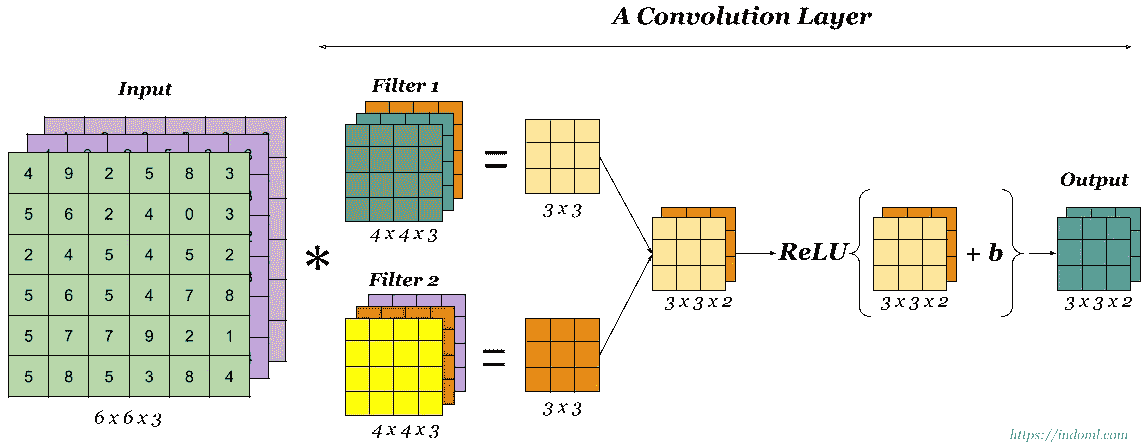 A Convolution Layer
Input
Filter 1
4 9 2 5 8 3
5 6 2 4 0 3
2 4 5 4 5 2
5 6 5 4 7 8
5 7 7 9 2 1
5 8 5 3 8 4
6 x 6 x 3
*
4 x 4 x 3
=
3 x 3
Filter 2
4 x 4 x 3
=
3 x 3
3 x 3 x 2
ReLU
+ b
3 x 3 x 2
Output
3 x 3 x 2
https://indoml.com